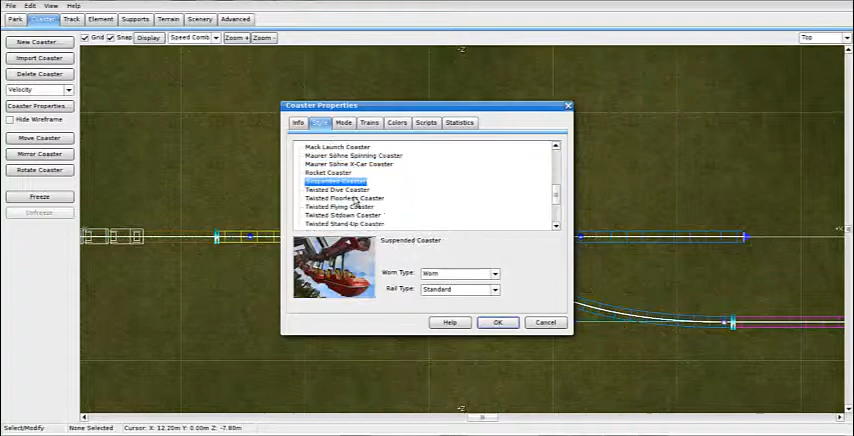 File Edit View Help
Park Coaster Track Element Supports Terrain Scenery Advanced
New Coaster...
Import Coaster
Delete Coaster
Velocity
Coaster Properties...
Hide Wireframe
Move Coaster
Mirror Coaster
Rotate Coaster
Freeze
Unfreeze
Grid Snap Display Speed Comb Zoom + Zoom - Top
-Z
+X
-Z
Coaster Properties
Info Style Mode Trains Colors Scripts Statistics
Mack Launch Coaster
Maurer Söhne Spinning Coaster
Maurer Söhne X-Car Coaster
Rocket Coaster
Suspended Coaster
Twisted Dive Coaster
Twisted Floorless Coaster
Twisted Flying Coaster
Twisted Sitdown Coaster
Twisted Stand-Up Coaster
Suspended Coaster
Worn Type: Worn
Rail Type: Standard
Help OK Cancel
Select/Modify None Selected Cursor: X: 12.20m Y: 0.00m Z: -7.80m